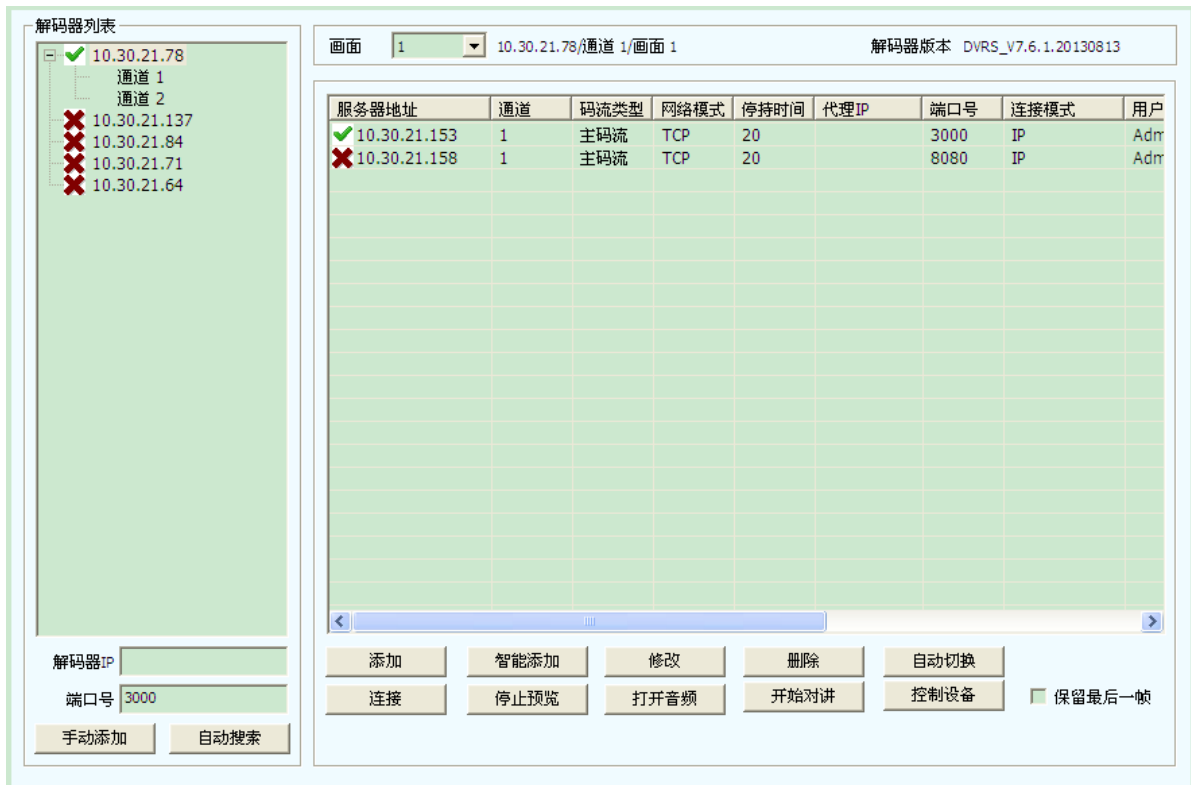 解码器列表
10.30.21.78
通道 1
通道 2
10.30.21.137
10.30.21.84
10.30.21.71
10.30.21.64
解码器IP
端口号 3000
手动添加 自动搜索
画面 1 10.30.21.78/通道 1/画面 1 解码器版本 DVRS_V7.6.1.20130813
服务器地址 通道 码流类型 网络模式 停持时间 代理IP 端口号 连接模式 用户
10.30.21.153 1 主码流 TCP 20 3000 IP Adm
10.30.21.158 1 主码流 TCP 20 8080 IP Adm
添加 智能添加 修改 删除 自动切换
连接 停止预览 打开音频 开始对讲 控制设备 保留最后一帧